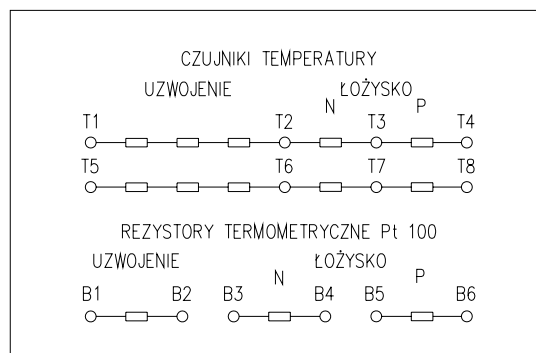 CZUJNIKI TEMPERATURY
UZWOJENIE ŁOŻYSKO
N P
T1 T2 T3 T4
T5 T6 T7 T8
REZYSTORY TERMOMETRYCZNE Pt 100
UZWOJENIE ŁOŻYSKO
N P
B1 B2 B3 B4 B5 B6